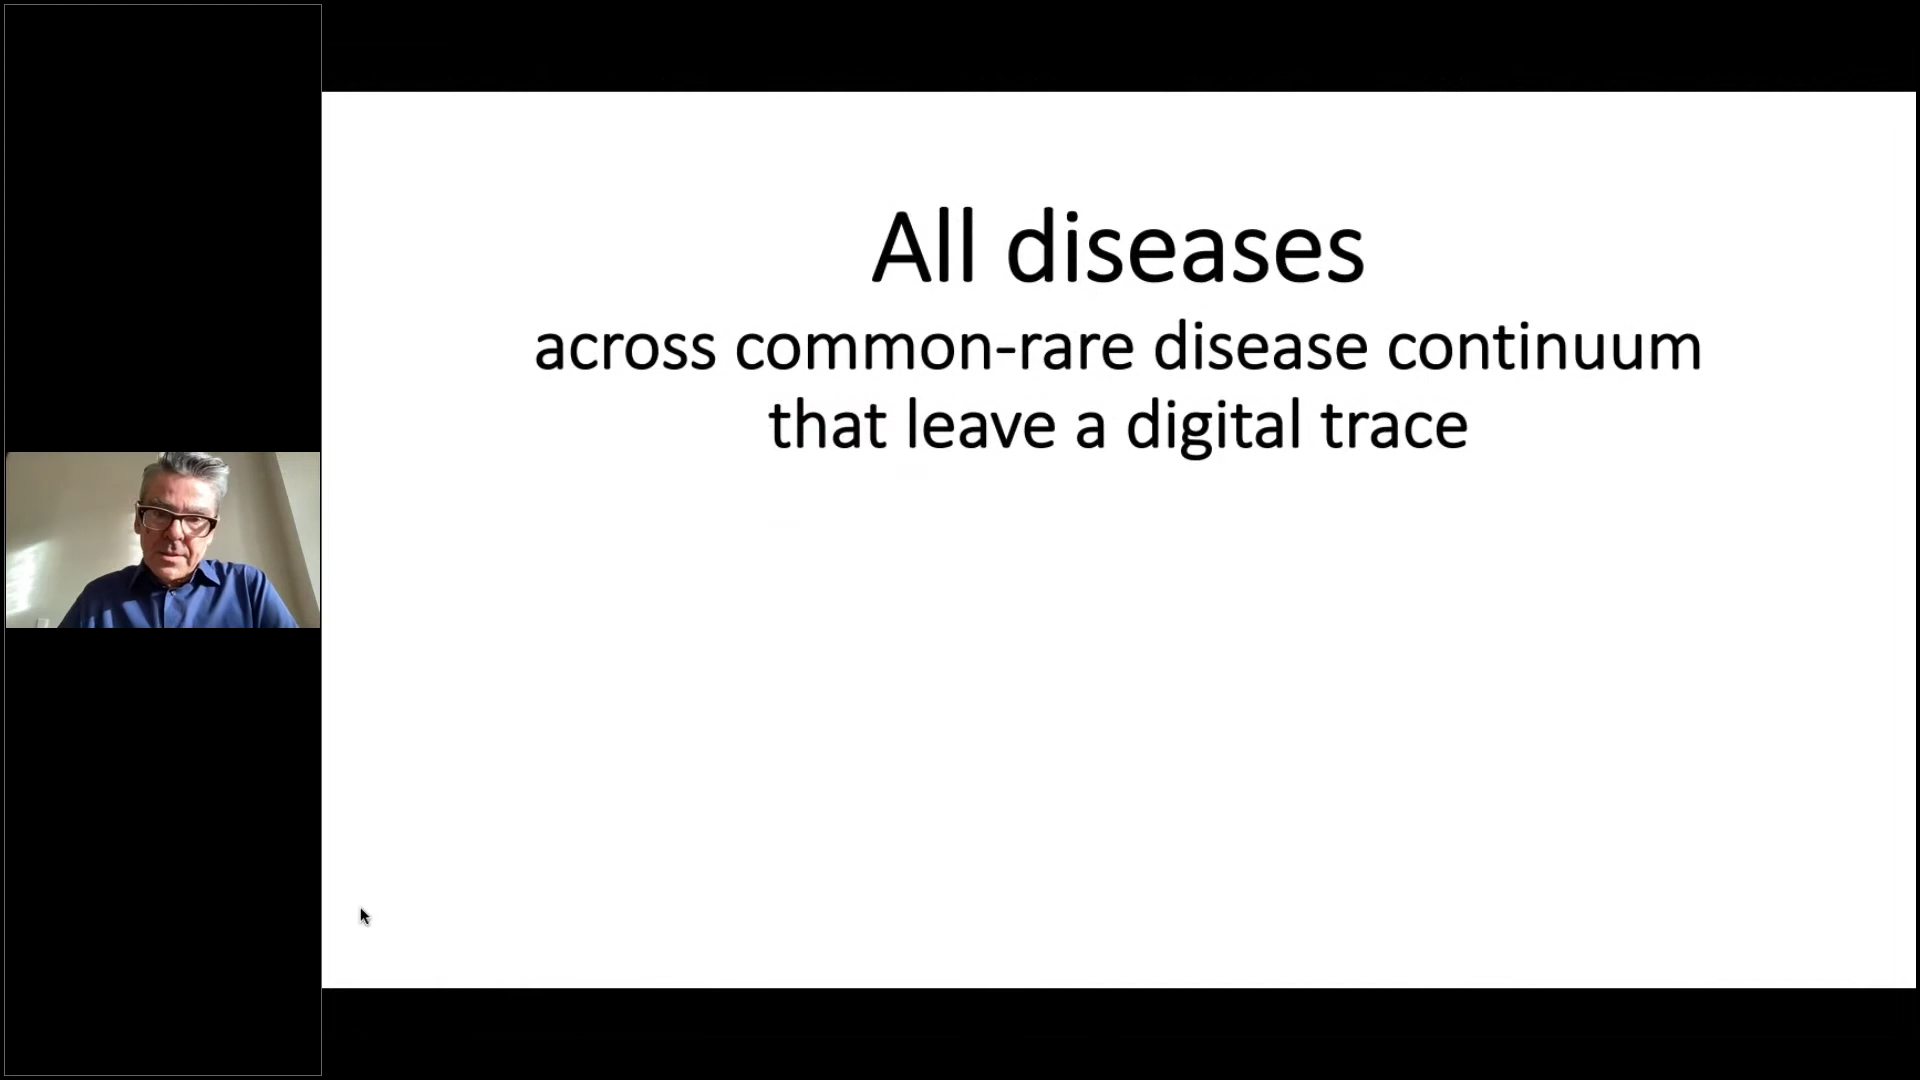 All diseases
across common-rare disease continuum
that leave a digital trace